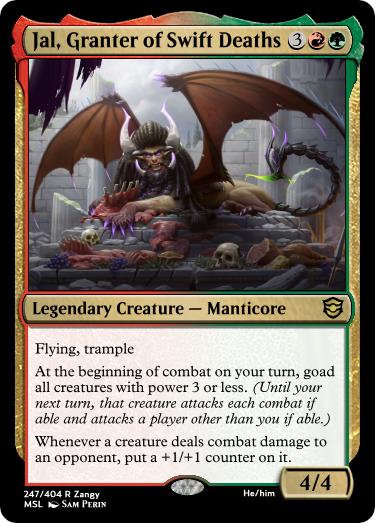 Jal, Granter of Swift Deaths 3
Legendary Creature — Manticore
Flying, trample
At the beginning of combat on your turn, goad
all creatures with power 3 or less. (Until your
next turn, that creature attacks each combat if
able and attacks a player other than you if able.)
Whenever a creature deals combat damage to
an opponent, put a +1/+1 counter on it.
4/4
247/404 R Zangy He/him
MSL Sam Perin